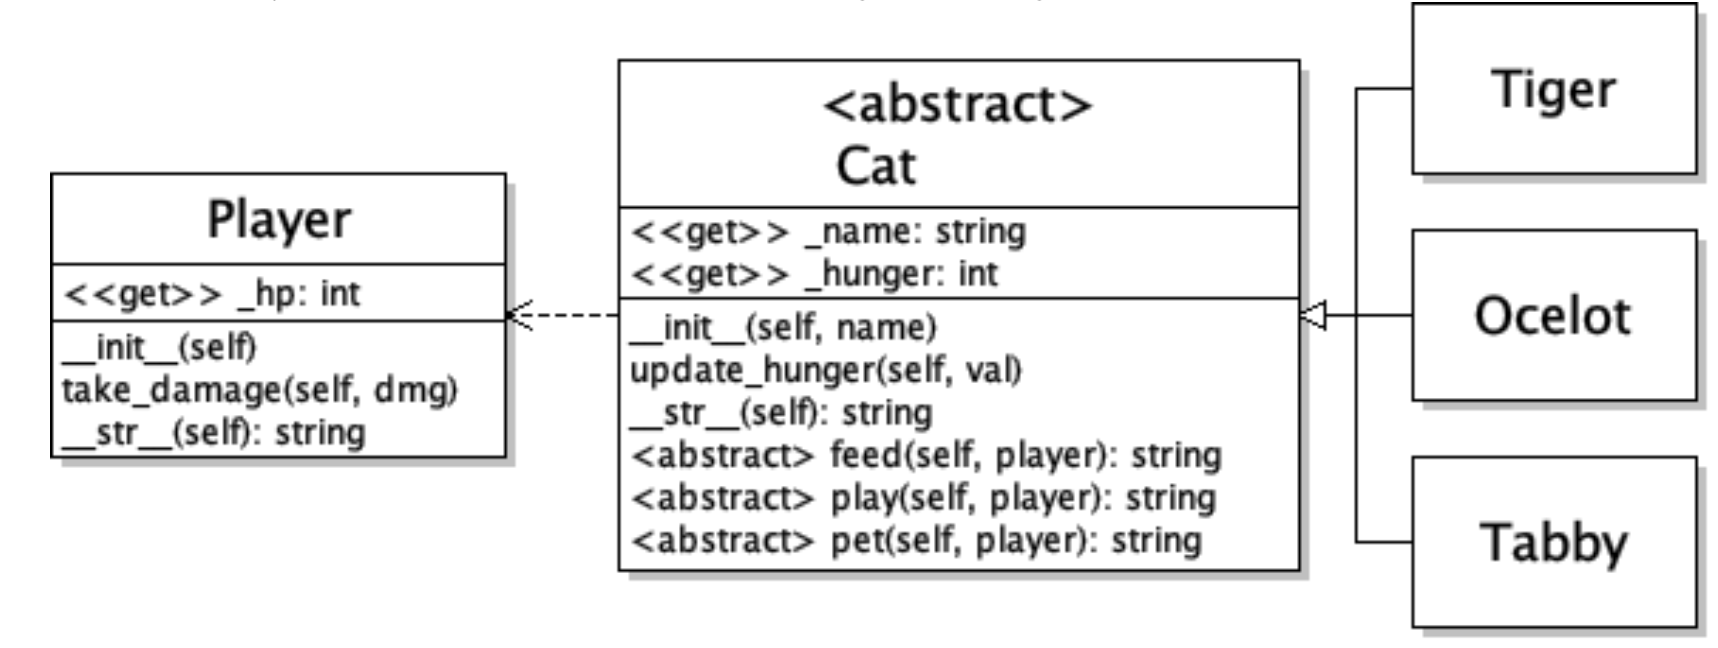 Player
<<get>> _hp: int
__init__(self)
take_damage(self, dmg)
__str__(self): string
<abstract>
Cat
<<get>> _name: string
<<get>> _hunger: int
__init__(self, name)
update_hunger(self, val)
__str__(self): string
<abstract> feed(self, player): string
<abstract> play(self, player): string
<abstract> pet(self, player): string
Tiger
Ocelot
Tabby